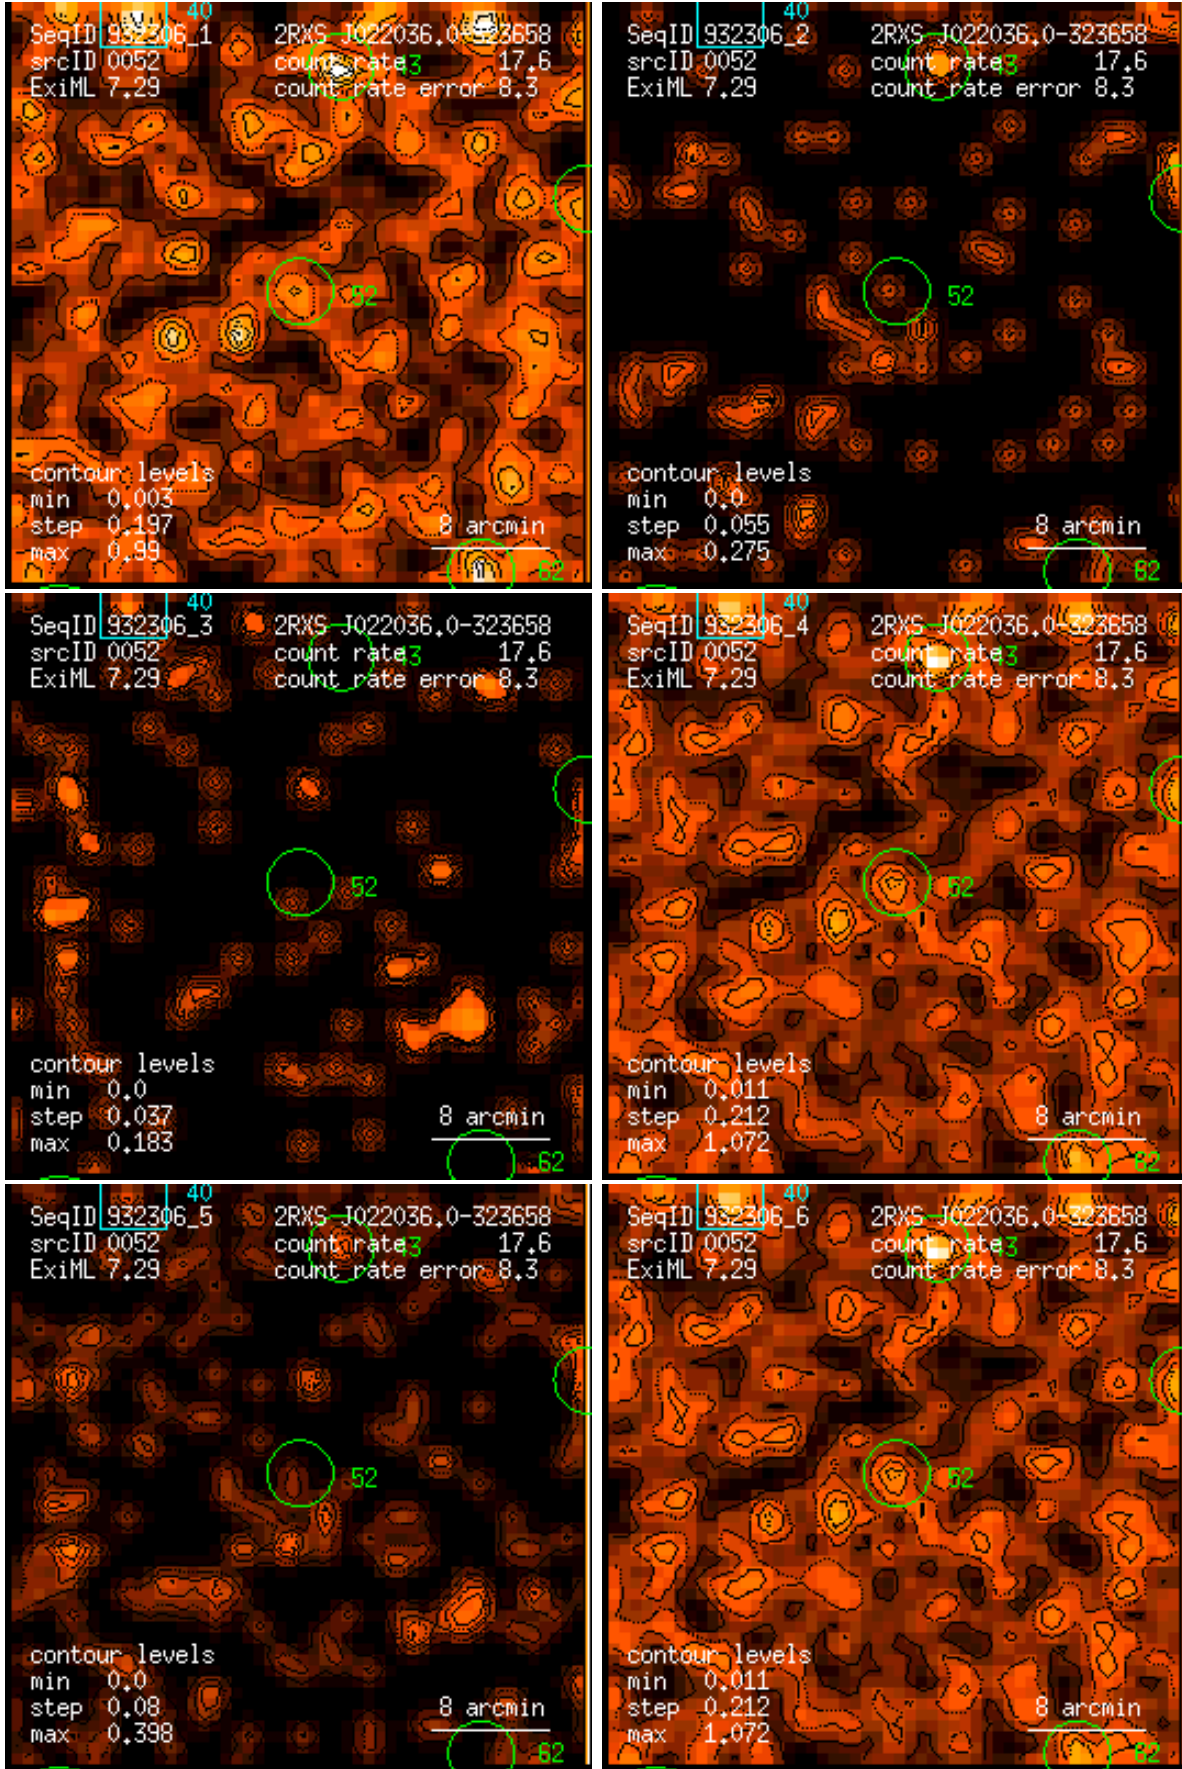 40
SeqID 932306_1 2RXS J022036.0-323658
srcID 0052 count rate 43 17.6
ExiML 7.29 count rate error 8.3
52
contour levels
min 0.003
step 0.197 8 arcmin
max 0.99
62
40
SeqID 932306_2 2RXS J022036.0-323658
srcID 0052 count rate 43 17.6
ExiML 7.29 count rate error 8.3
52
contour levels
min 0.0
step 0.055 8 arcmin
max 0.275
62
40
SeqID 932306_3 2RXS J022036.0-323658
srcID 0052 count rate 43 17.6
ExiML 7.29 count rate error 8.3
52
contour levels
min 0.0
step 0.037 8 arcmin
max 0.183
62
40
SeqID 932306_4 2RXS J022036.0-323658
srcID 0052 count rate 43 17.6
ExiML 7.29 count rate error 8.3
52
contour levels
min 0.011
step 0.212 8 arcmin
max 1.072
62
40
SeqID 932306_5 2RXS J022036.0-323658
srcID 0052 count rate 43 17.6
ExiML 7.29 count rate error 8.3
52
contour levels
min 0.0
step 0.08 8 arcmin
max 0.398
62
40
SeqID 932306_6 2RXS J022036.0-323658
srcID 0052 count rate 43 17.6
ExiML 7.29 count rate error 8.3
52
contour levels
min 0.011
step 0.212 8 arcmin
max 1.072
62